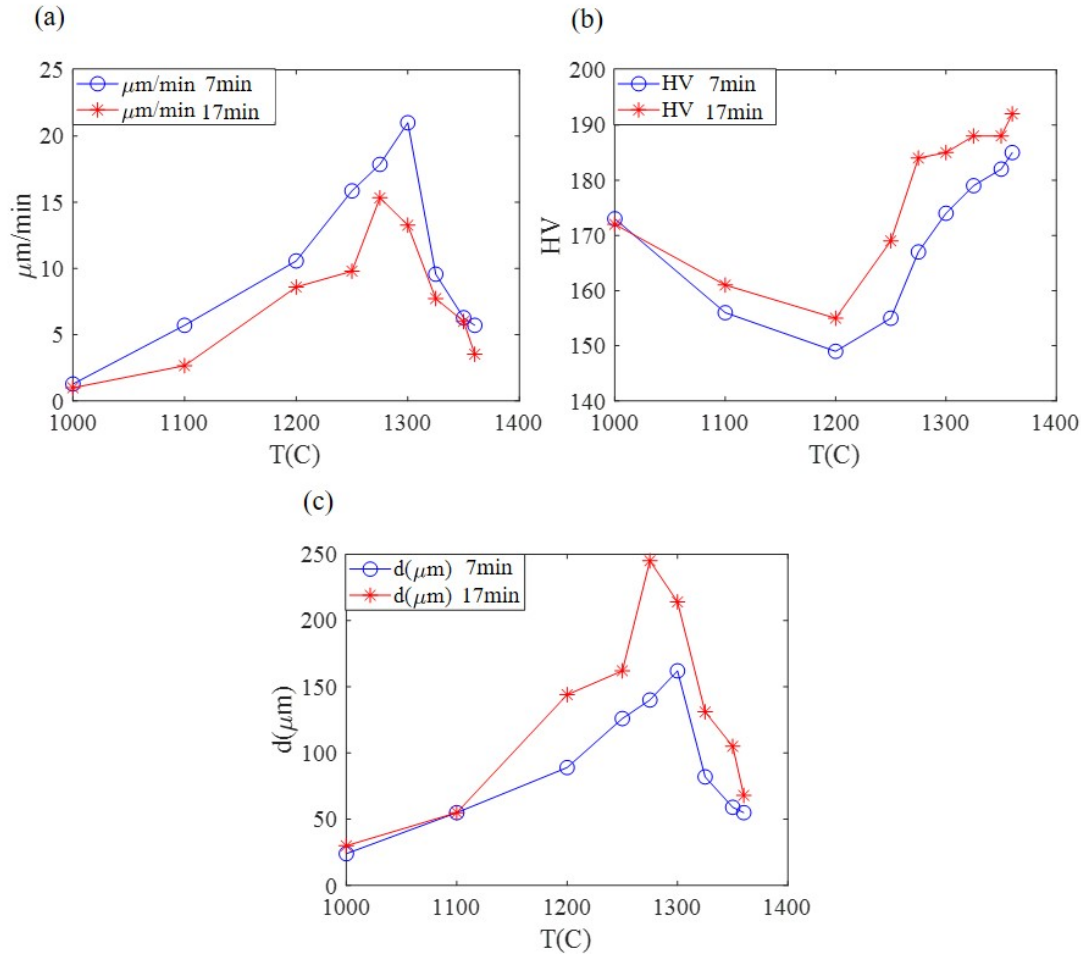 (a)
25
20
15
10
5
0
μm/min
μm/min 7min
μm/min 17min
1000 1100 1200 1300 1400
T(C)
(b)
200
190
180
170
160
150
140
HV
HV 7min
HV 17min
1000 1100 1200 1300 1400
T(C)
(c)
250
200
150
100
50
0
d(μm)
d(μm) 7min
d(μm) 17min
1000 1100 1200 1300 1400
T(C)